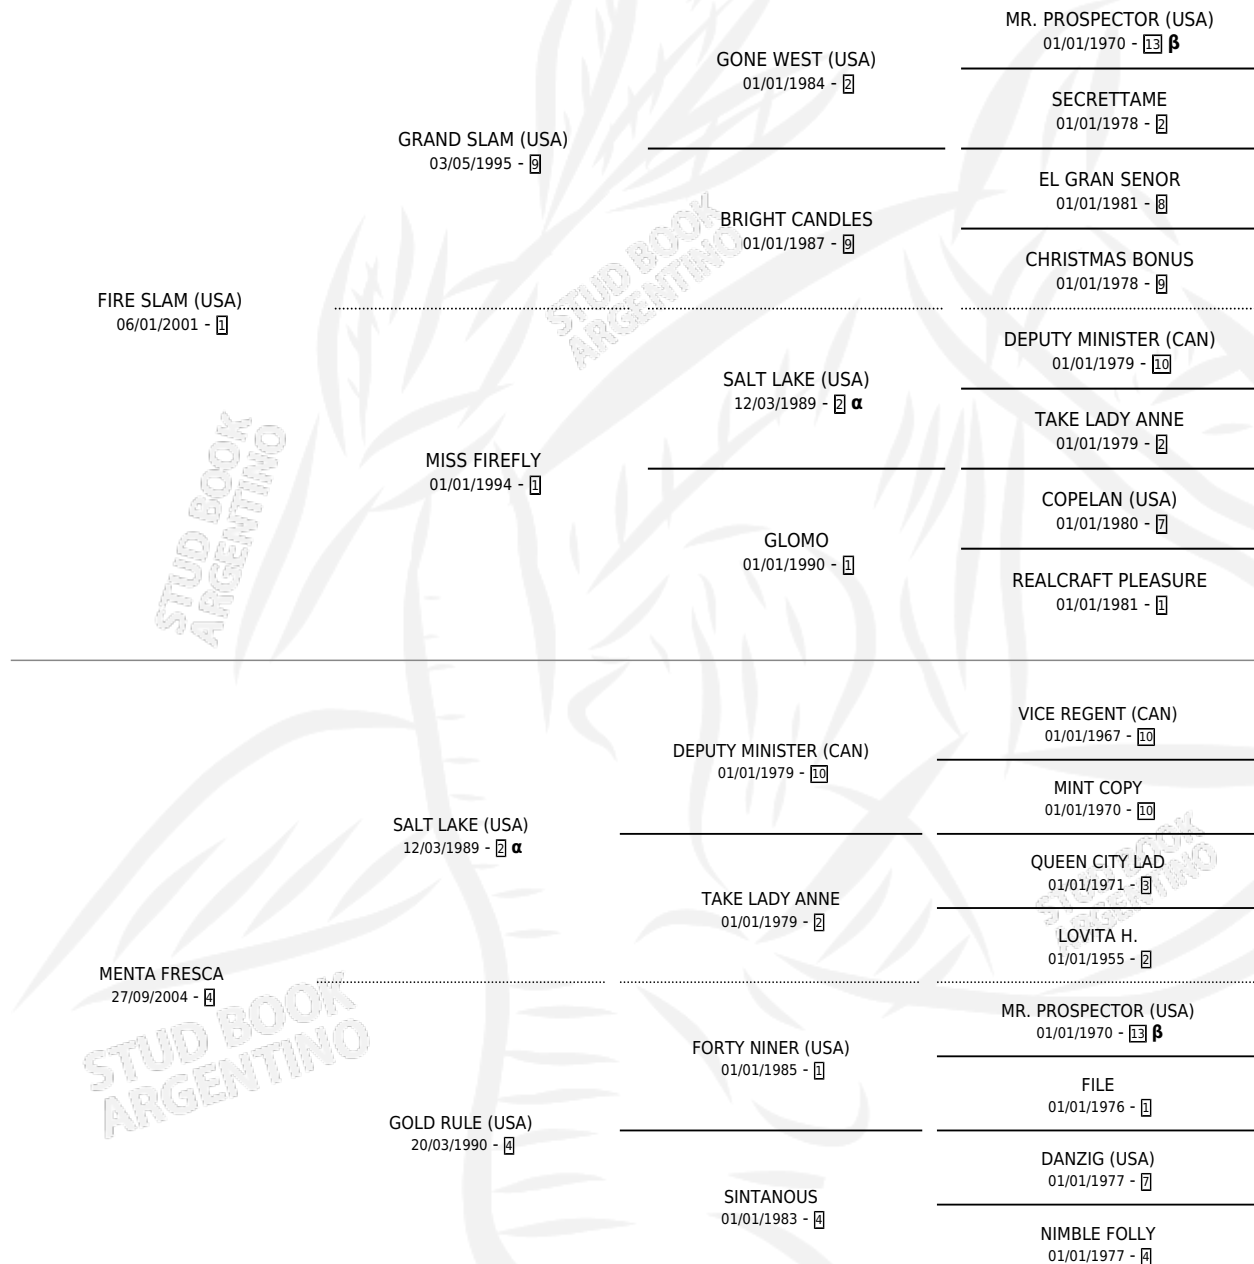 MR. PROSPECTOR (USA)
01/01/1970 - 13 β
GONE WEST (USA)
01/01/1984 - 2
SECRETTAME
01/01/1978 - 2
GRAND SLAM (USA)
03/05/1995 - 9
EL GRAN SENOR
01/01/1981 - 8
BRIGHT CANDLES
01/01/1987 - 9
CHRISTMAS BONUS
01/01/1978 - 9
FIRE SLAM (USA)
06/01/2001 - 1
DEPUTY MINISTER (CAN)
01/01/1979 - 10
SALT LAKE (USA)
12/03/1989 - 2 α
TAKE LADY ANNE
01/01/1979 - 2
MISS FIREFLY
01/01/1994 - 1
COPELAN (USA)
01/01/1980 - 7
GLOMO
01/01/1990 - 1
REALCRAFT PLEASURE
01/01/1981 - 1
STUD BOOK
ARGENTINO
STUD BOOK
ARGENTINO
VICE REGENT (CAN)
01/01/1967 - 10
DEPUTY MINISTER (CAN)
01/01/1979 - 10
MINT COPY
01/01/1970 - 10
SALT LAKE (USA)
12/03/1989 - 2 α
QUEEN CITY LAD
01/01/1971 - 3
TAKE LADY ANNE
01/01/1979 - 2
LOVITA H.
01/01/1955 - 2
MENTA FRESCA
27/09/2004 - 4
MR. PROSPECTOR (USA)
01/01/1970 - 13 β
FORTY NINER (USA)
01/01/1985 - 1
FILE
01/01/1976 - 1
GOLD RULE (USA)
20/03/1990 - 4
DANZIG (USA)
01/01/1977 - 7
SINTANOUS
01/01/1983 - 4
NIMBLE FOLLY
01/01/1977 - 4
STUD BOOK
ARGENTINO
STUD BOOK
ARGENTINO